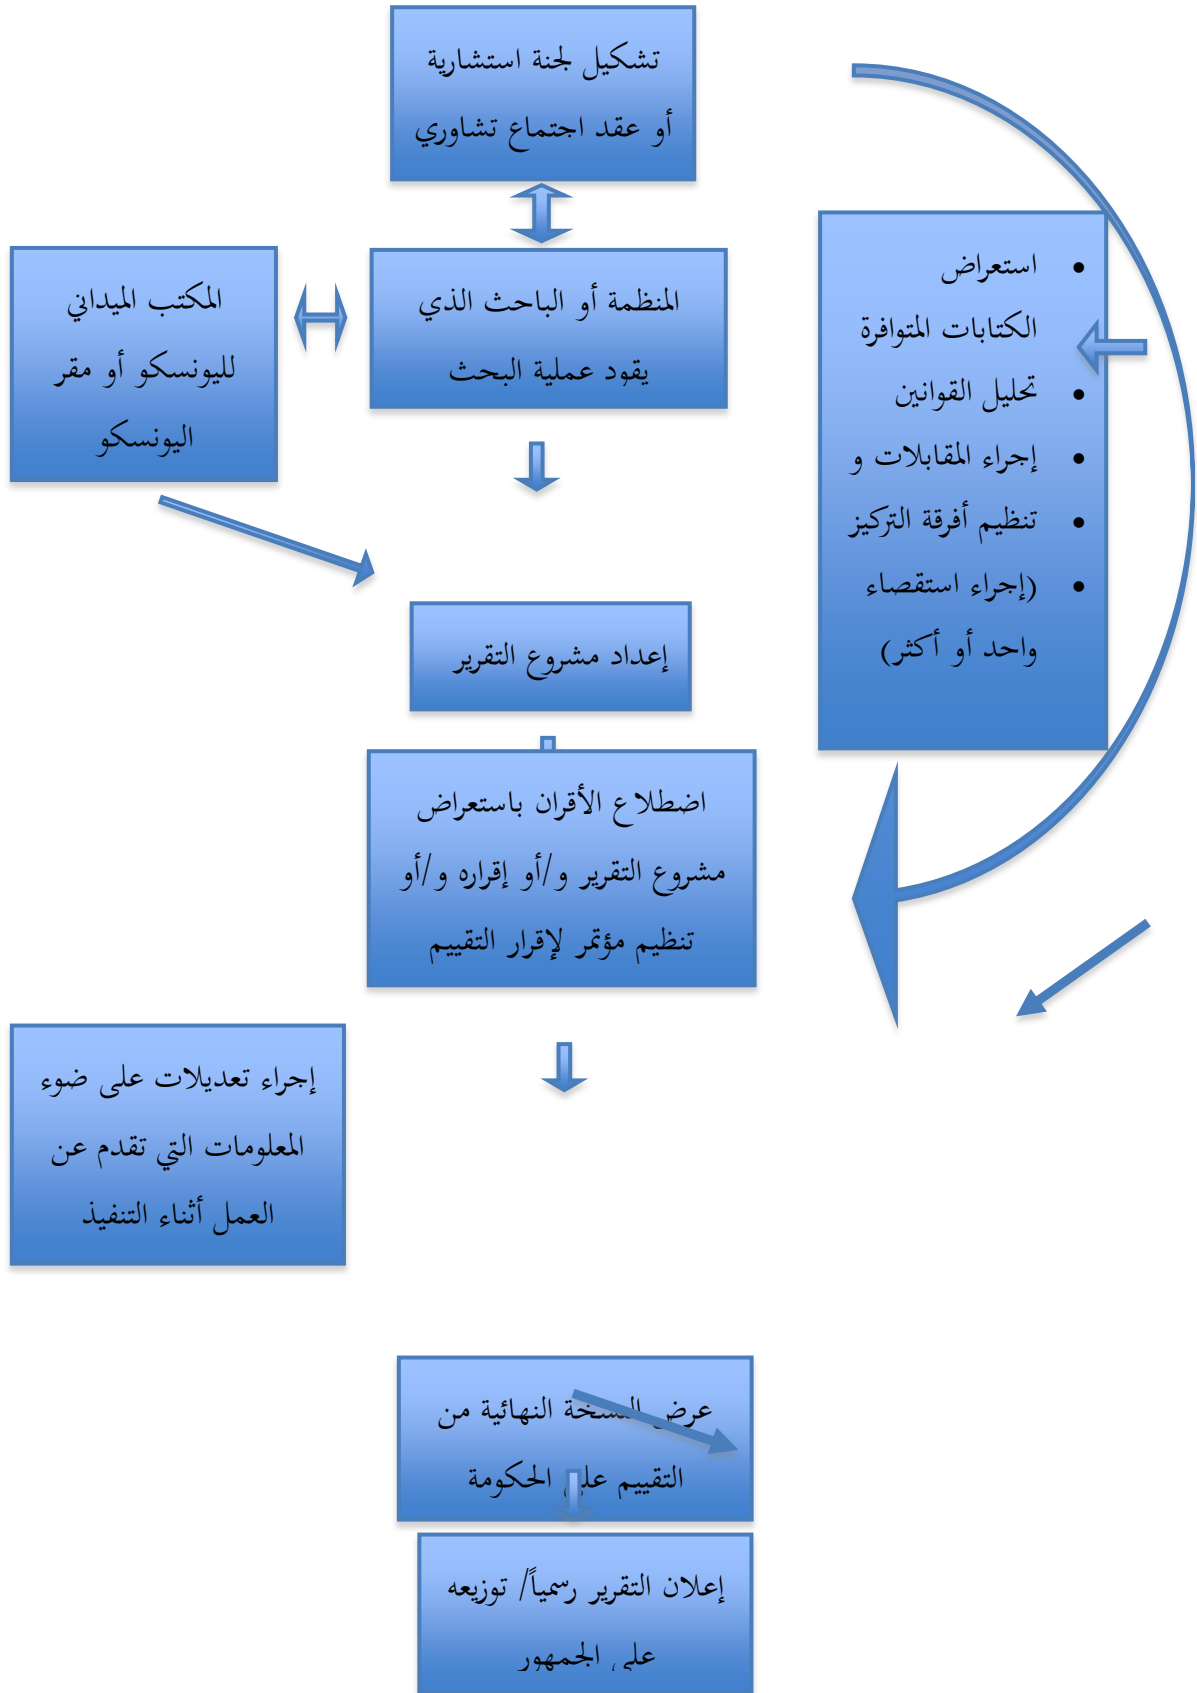 تشكيل لجنة استشارية
أو عقد اجتماع تشاوري
المنظمة أو الباحث الذي
يقود عملية البحث
المكتب الميداني
لليونسكو أو مقر
اليونسكو
• استعراض
الكتابات المتوافرة
• تحليل القوانين
• إجراء المقابلات و
• تنظيم أفرقة التركيز
• (إجراء استقصاء
واحد أو أكثر)
إعداد مشروع التقرير
اضطلاع الأقران باستعراض
مشروع التقرير و/أو إقراره و/أو
تنظيم مؤتمر لإقرار التقييم
إجراء تعديلات على ضوء
المعلومات التي تقدم عن
العمل أثناء التنفيذ
عرض النسخة النهائية من
التقييم على الحكومة
إعلان التقرير رسمياً/ توزيعه
على الجمهور